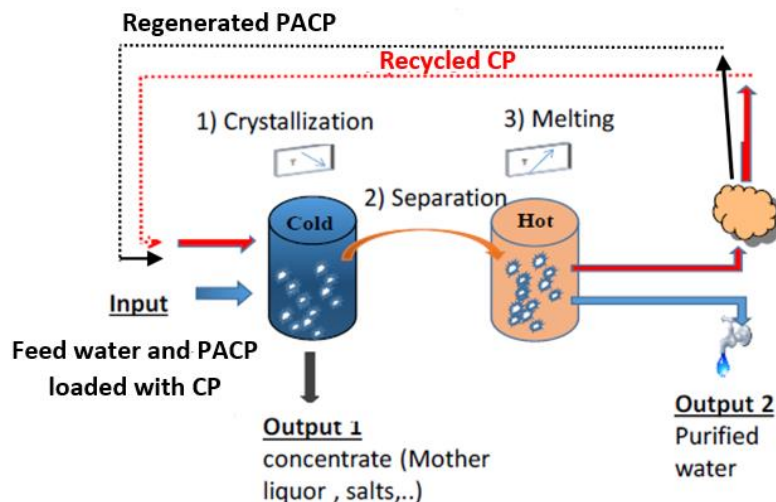 Regenerated PACP
Recycled CP
1) Crystallization
3) Melting
T
T
2) Separation
Cold
Hot
Input
Feed water and PACP
loaded with CP
Output 1
concentrate (Mother
liquor , salts,..)
Output 2
Purified
water